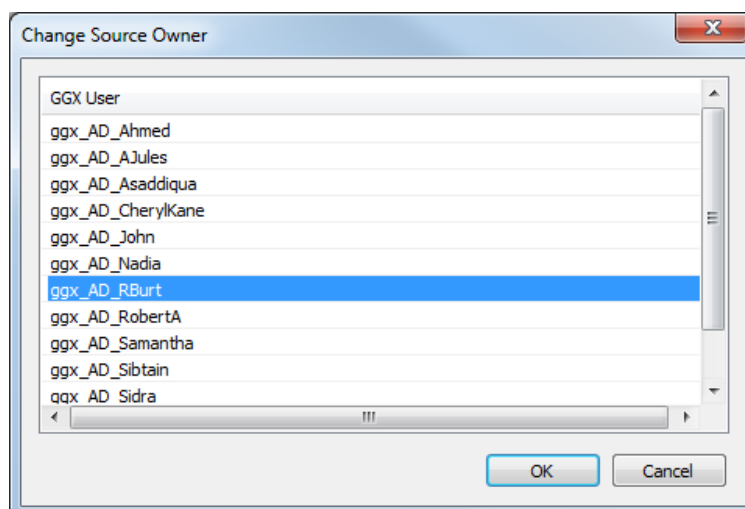 Change Source Owner
GGX User
ggx_AD_Ahmed
ggx_AD_AJules
ggx_AD_Asaddiqua
ggx_AD_CherylKane
ggx_AD_John
ggx_AD_Nadia
ggx_AD_RBurt
ggx_AD_RobertA
ggx_AD_Samantha
ggx_AD_Sibtain
ggx_AD_Sidra
OK
Cancel